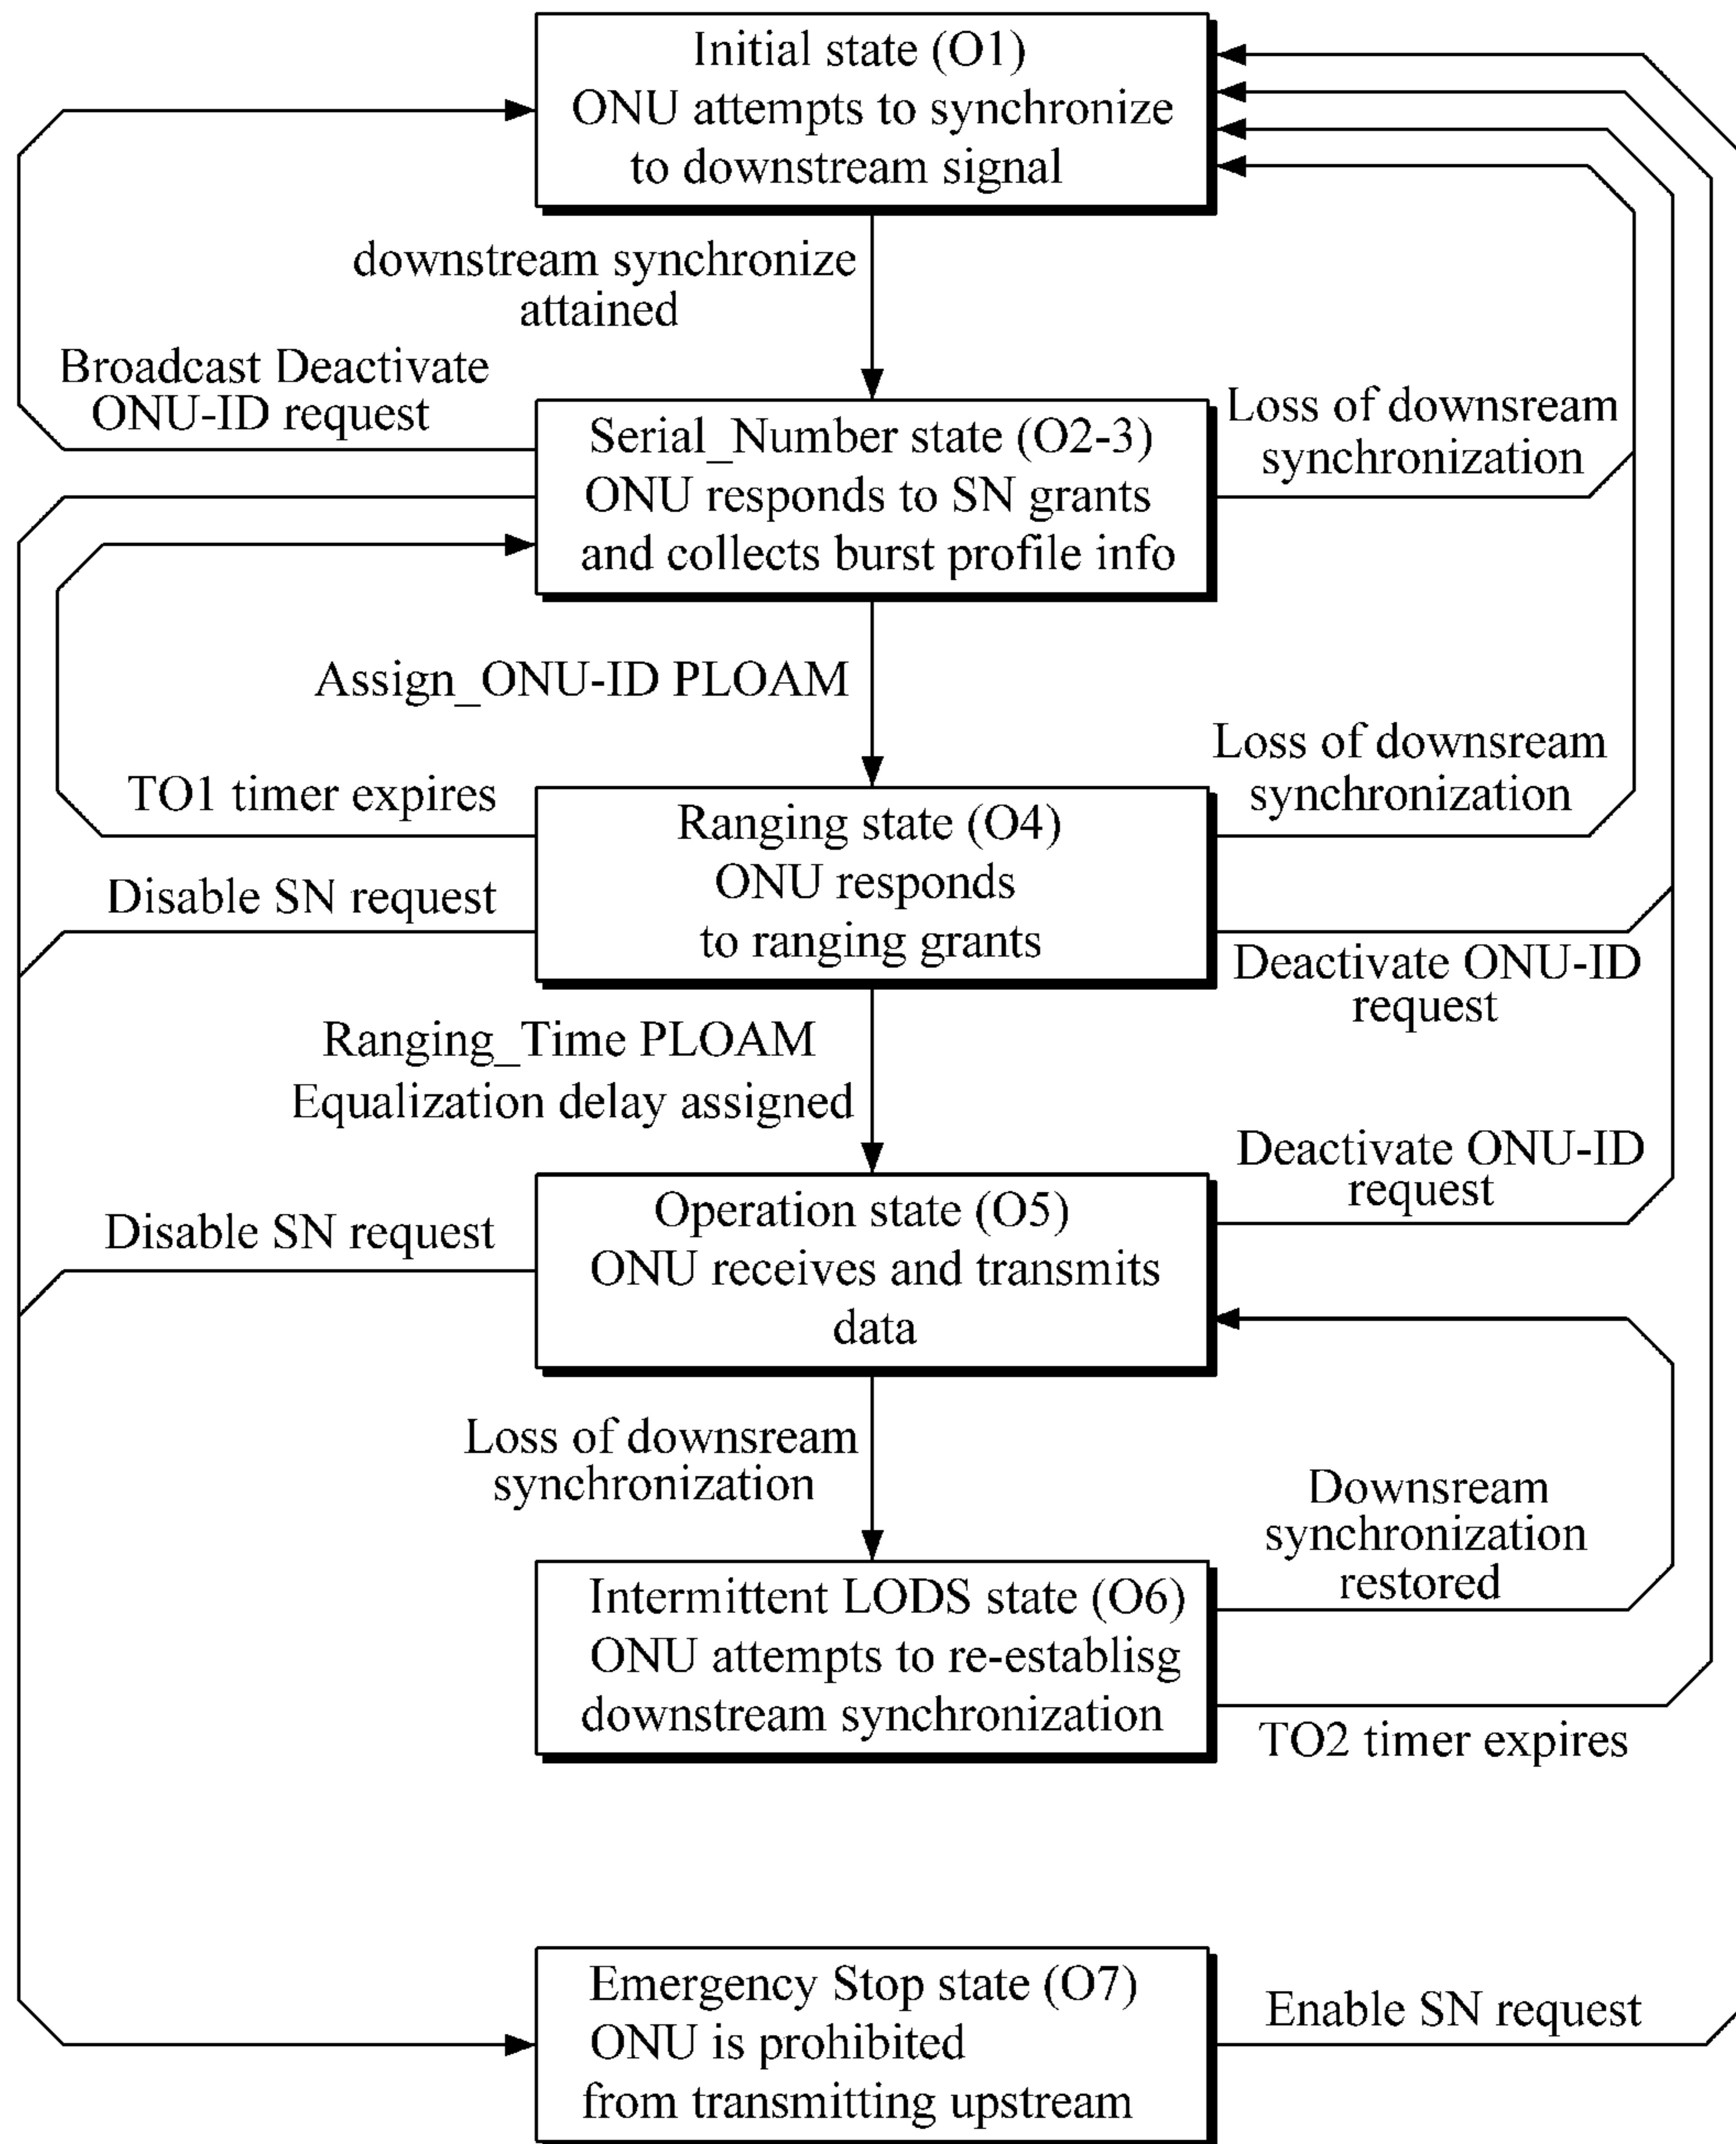 Initial state (O1)
ONU attempts to synchronize
to downstream signal
downstream synchronize
attained
Broadcast Deactivate
ONU-ID request
Serial_Number state (O2-3)
ONU responds to SN grants
and collects burst profile info
Loss of downsream
synchronization
Assign_ONU-ID PLOAM
TO1 timer expires
Loss of downsream
synchronization
Ranging state (O4)
ONU responds
to ranging grants
Disable SN request
Deactivate ONU-ID
request
Ranging_Time PLOAM
Equalization delay assigned
Deactivate ONU-ID
request
Operation state (O5)
ONU receives and transmits
data
Disable SN request
Loss of downsream
synchronization
Downsream
synchronization
restored
Intermittent LODS state (O6)
ONU attempts to re-establisg
downstream synchronization
TO2 timer expires
Emergency Stop state (O7)
ONU is prohibited
from transmitting upstream
Enable SN request